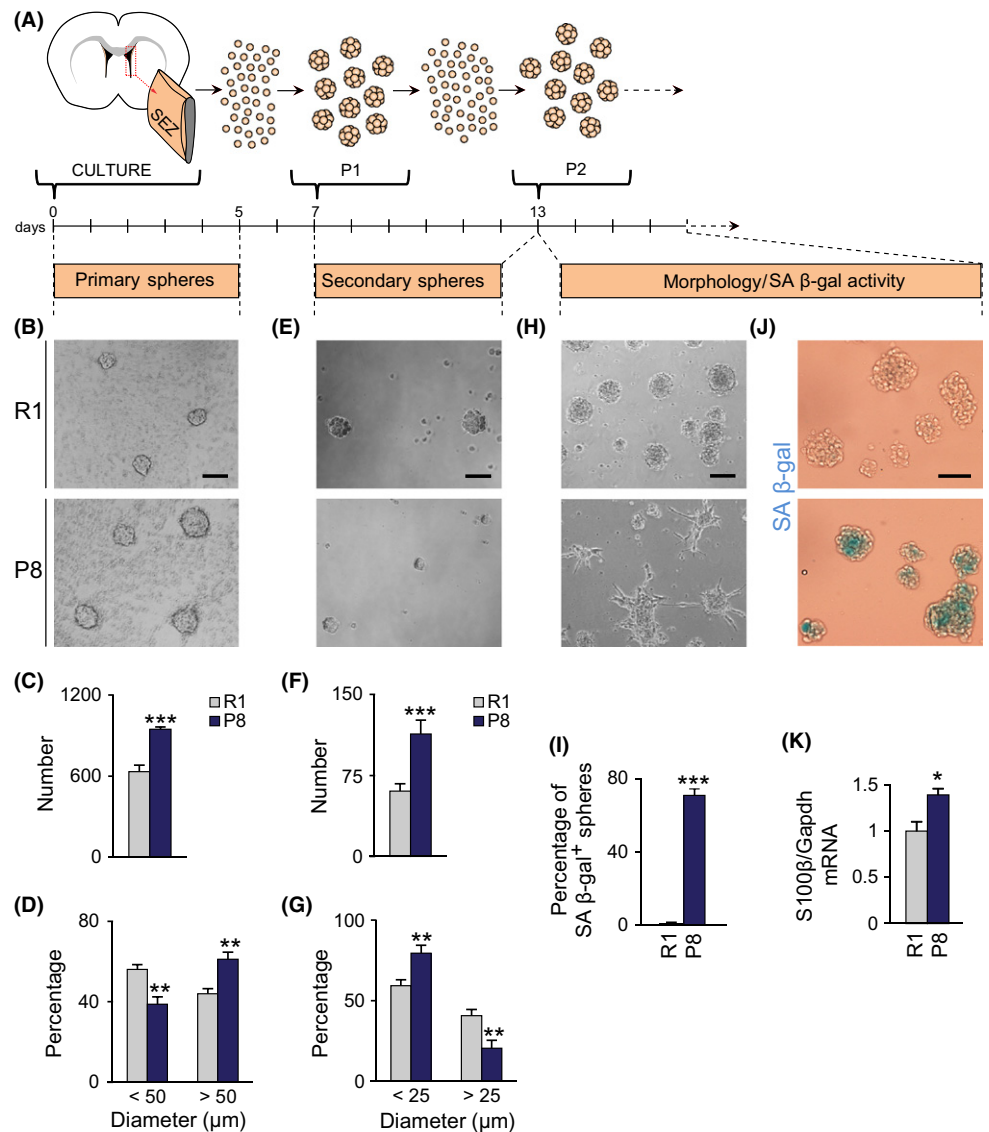 (A)
SEZ
CULTURE
P1
P2
days
0
5
7
13
Primary spheres
Secondary spheres
Morphology/SA β-gal activity
(B)
(E)
(H)
(J)
R1
P8
SA β-gal
(C)
Number
1200
600
0
***
R1
P8
(F)
Number
150
75
0
***
R1
P8
(I)
Percentage of
SA β-gal+ spheres
80
40
0
***
R1
P8
(K)
S100β/Gapdh
mRNA
1.5
1
0.5
0
*
R1
P8
(D)
Percentage
80
40
0
**
**
< 50
> 50
Diameter (µm)
(G)
Percentage
100
50
0
**
**
< 25
> 25
Diameter (µm)